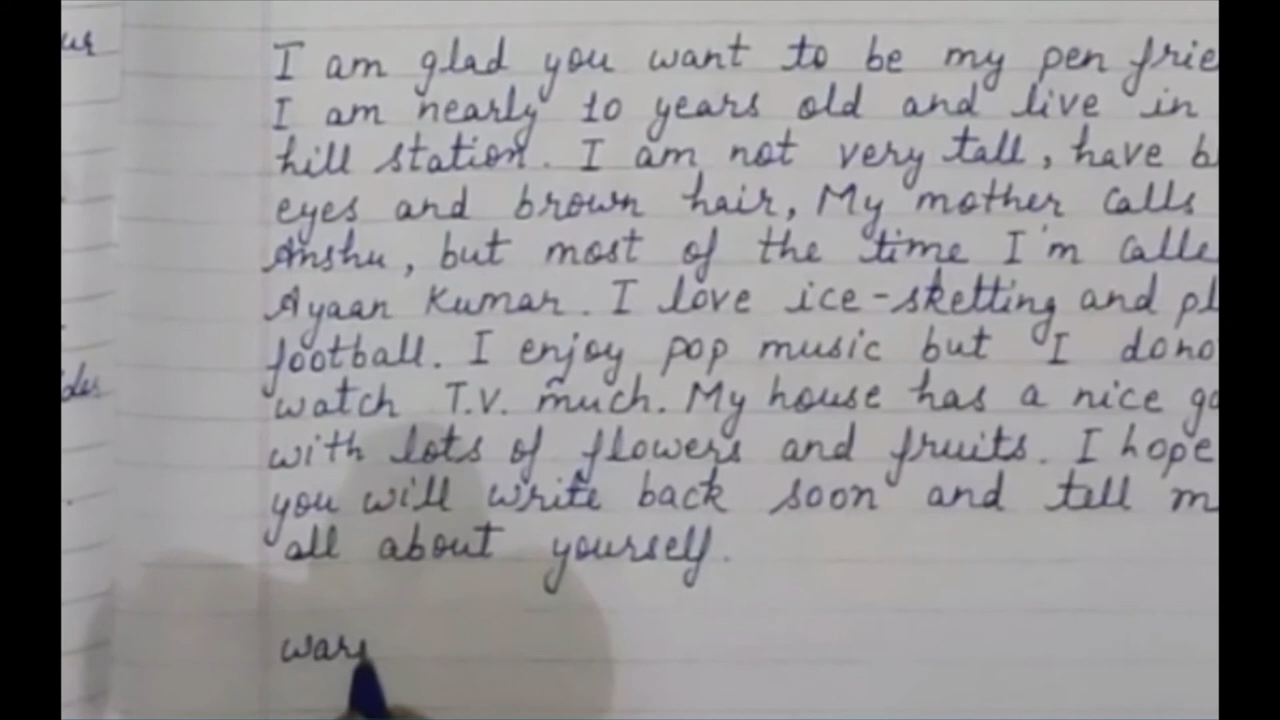 ur
I am glad you want to be my pen frie
I am nearly 10 years old and live in
hill station. I am not very tall, have b
eyes and brown hair, My mother calls
Anshu, but most of the time I'm calle
Ayaan Kumar. I love ice-sketting and pl
football. I enjoy pop music but I dono
watch T.V. much. My house has a nice ga
with lots of flowers and fruits. I hope
you will write back soon and tell m
all about yourself.
war